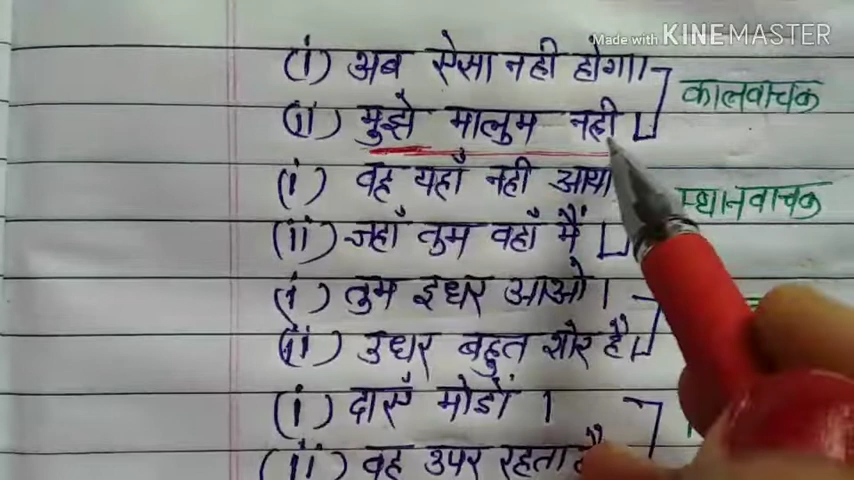 Made with KINEMASTER
(i) अब ऐसा नही होगा। कालवाचक
(ii) मुझे मालुम नही
(i) वह यहाँ नही आया स्थानवाचक
(ii) जहाँ तुम वहाँ मैं
(i) तुम इधर आओ।
(ii) उधर बहुत शोर है।
(i) दाएँ मोडों ।
(ii) वह उपर रहता है